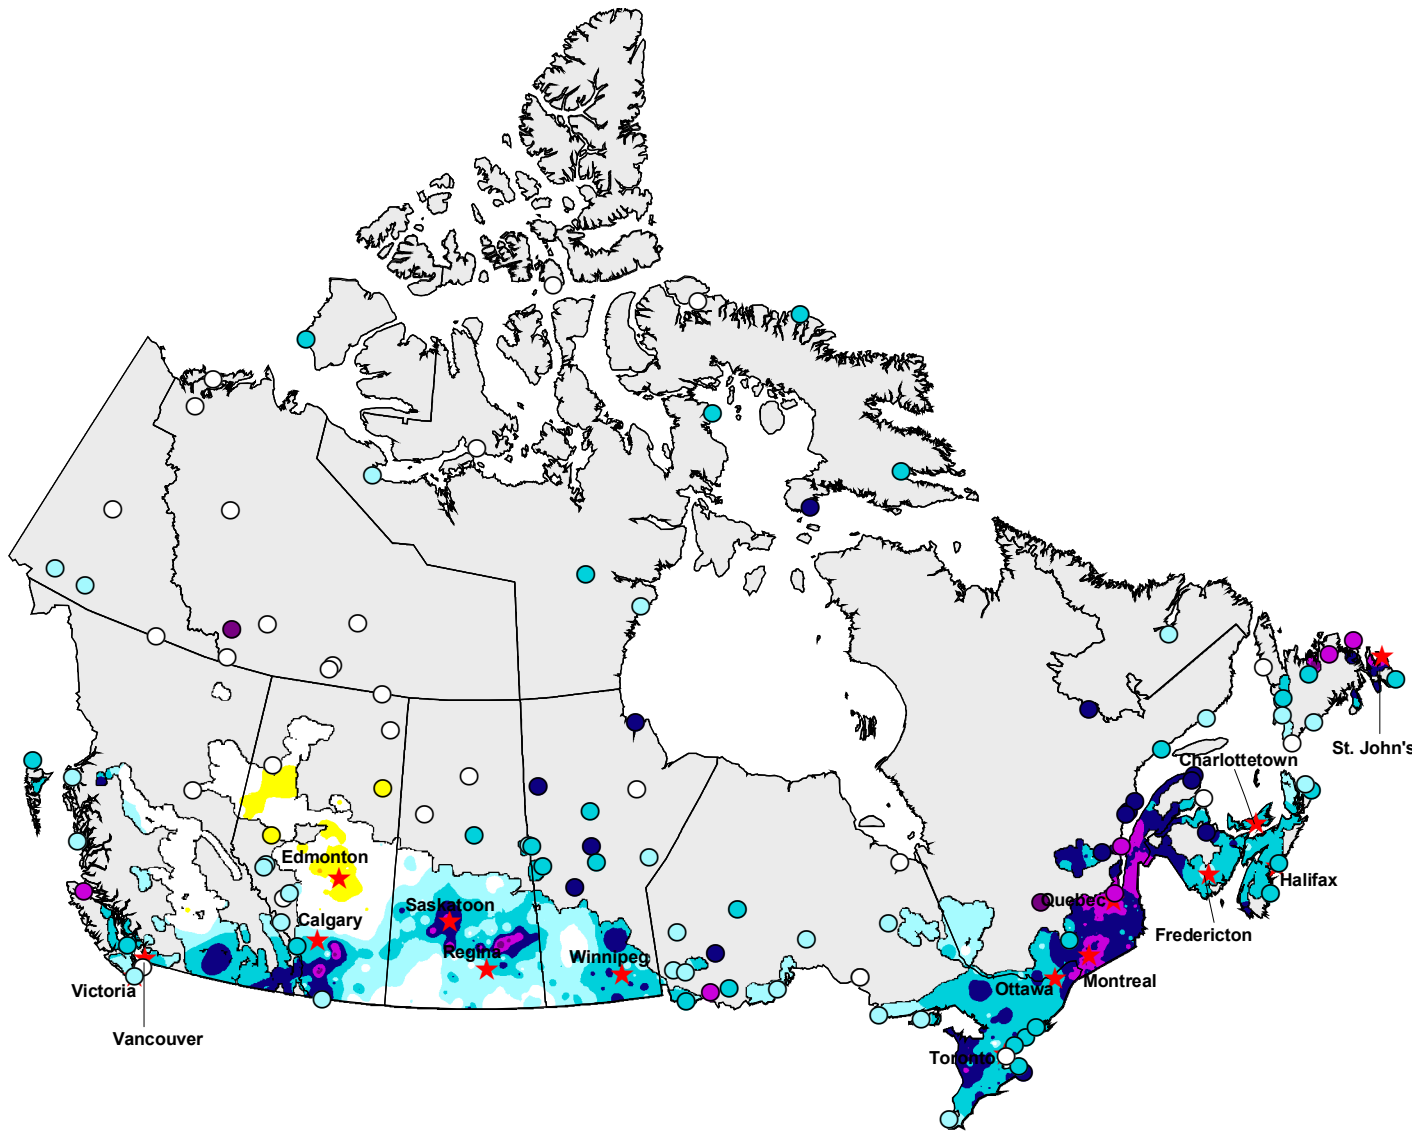 St. John's
Charlottetown
Edmonton
Halifax
Quebec
Saskatoon
Calgary
Fredericton
Regina
Winnipeg
Montreal
Ottawa
Victoria
Vancouver
Toronto